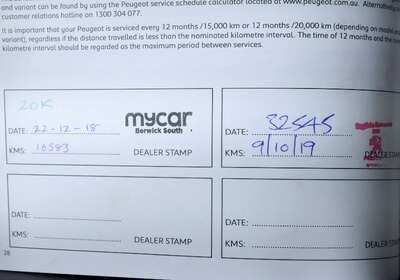 and variant can be found by using the Peugeot service schedule calculator located at www.peugeot.com.au.
customer relations hotline on 1300 304 077.
It is important that your Peugeot is serviced every 12 months /15,000 km or 12 months /20,000 km (depending on model
variant), regardless if the distance travelled is less than the nominated kilometre interval. The time of 12 months and the
kilometre interval should be regarded as the maximum period between services.
20K
DATE: 22-12-18
mycar
Berwick South
KMS: 16583
DEALER STAMP
DATE: 32545
KMS: 9/10/19
DEALER STAMP
DATE:
KMS:
DEALER STAMP
DATE:
KMS:
DEALER STAMP
28